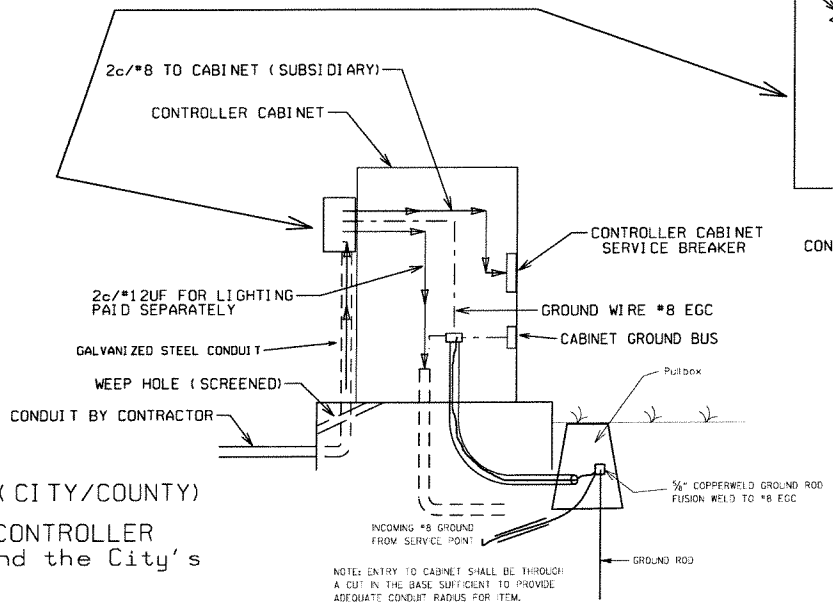 2c/#8 TO CABINET (SUBSIDIARY)
CONTROLLER CABINET
CONTROLLER CABINET
SERVICE BREAKER
CON
2c/#12UF FOR LIGHTING
PAID SEPARATELY
GROUND WIRE #8 EGC
CABINET GROUND BUS
GALVANIZED STEEL CONDUIT
Pullbox
WEEP HOLE (SCREENED)
CONDUIT BY CONTRACTOR
⅝" COPPERWELD GROUND ROD
FUSION WELD TO #8 EGC
(CITY/COUNTY)
CONTROLLER
nd the City's
INCOMING #8 GROUND
FROM SERVICE POINT
GROUND ROD
NOTE: ENTRY TO CABINET SHALL BE THROUGH
A CUT IN THE BASE SUFFICIENT TO PROVIDE
ADEQUATE CONDUIT RADIUS FOR ITEM.